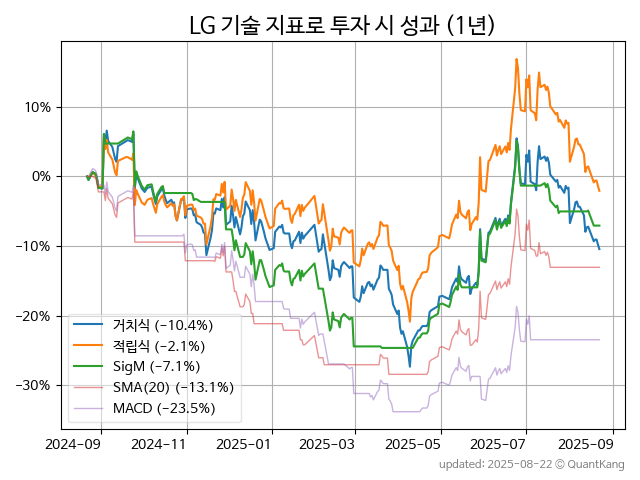 LG 기술 지표로 투자 시 성과 (1년)
10%
0%
−10%
−20%
−30%
거치식 (−10.4%)
적립식 (−2.1%)
SigM (−7.1%)
SMA(20) (−13.1%)
MACD (−23.5%)
2024-09 2024-11 2025-01 2025-03 2025-05 2025-07 2025-09
updated: 2025-08-22 © QuantKang